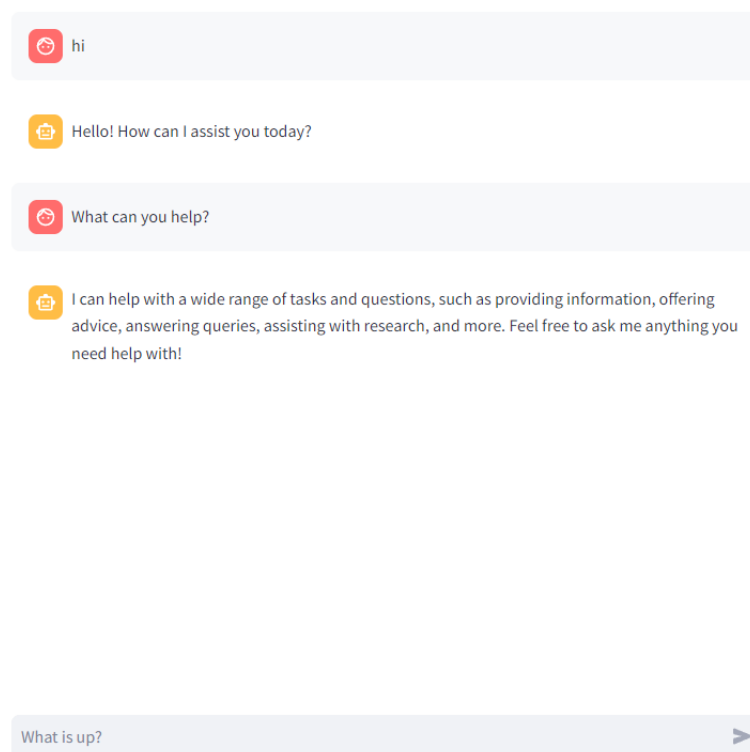 hi
Hello! How can I assist you today?
What can you help?
I can help with a wide range of tasks and questions, such as providing information, offering
advice, answering queries, assisting with research, and more. Feel free to ask me anything you
need help with!
What is up?